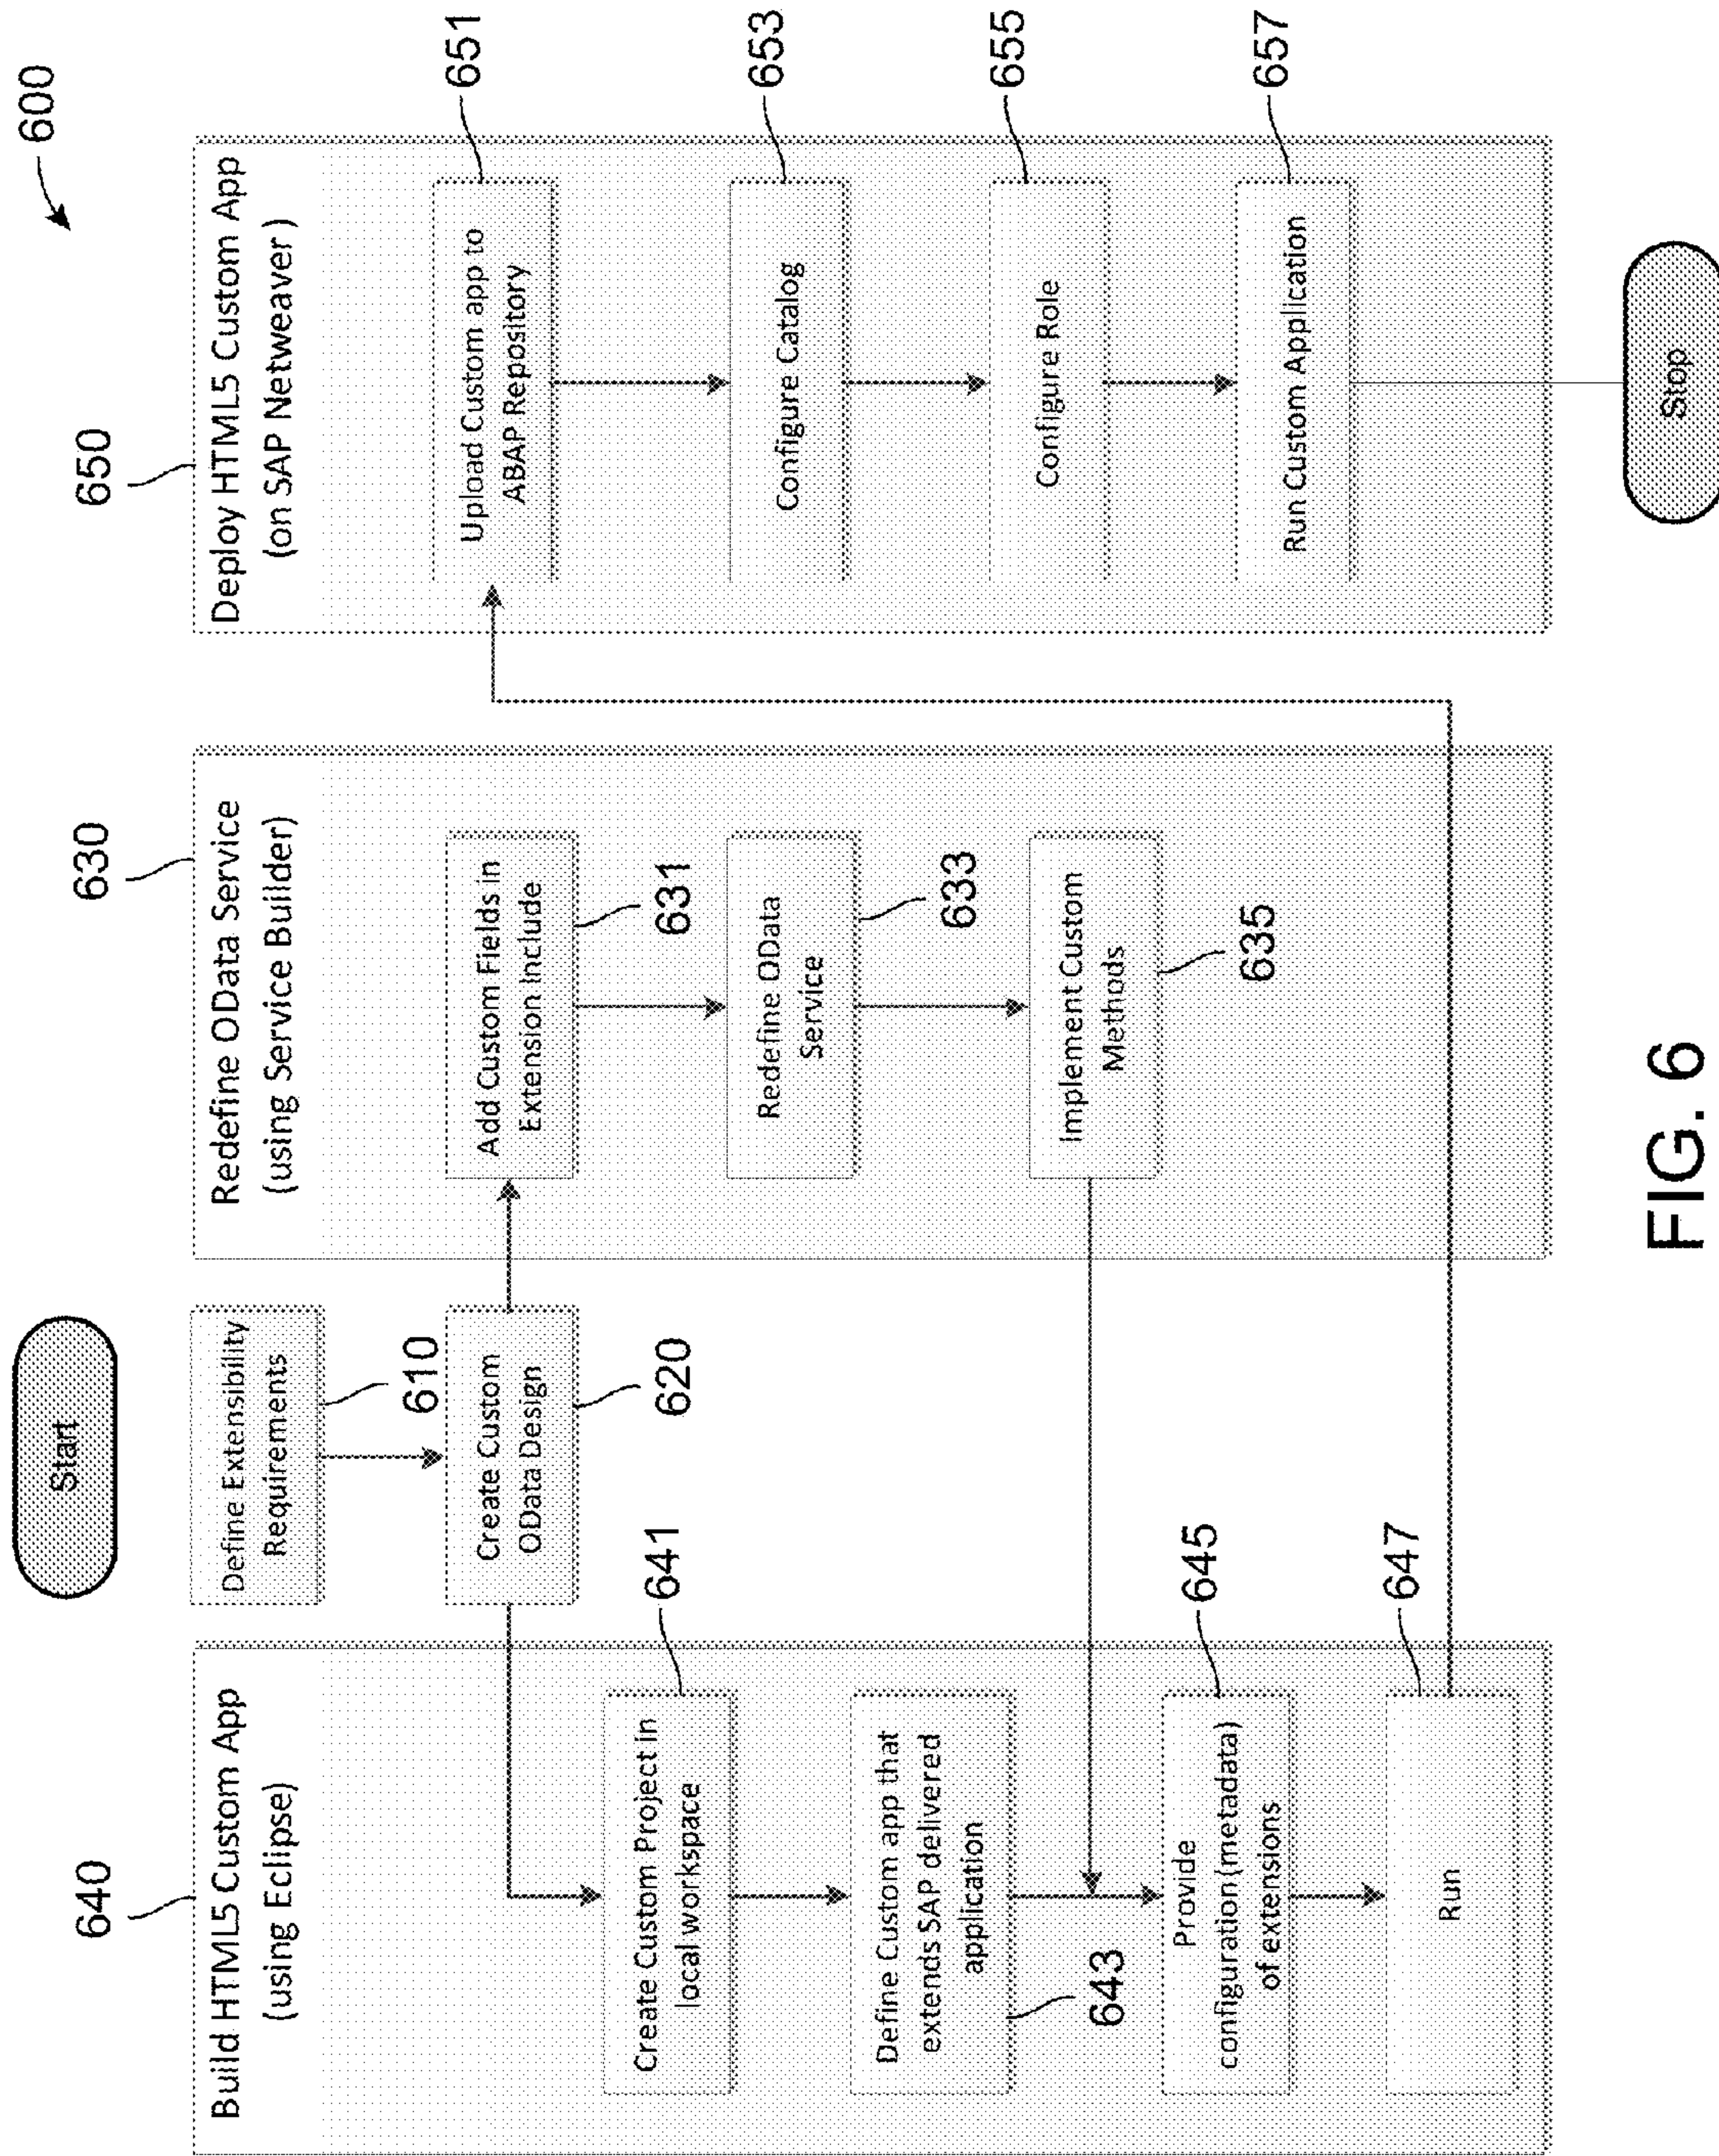 600
Start
640
Build HTML5 Custom App
(using Eclipse)
Create Custom Project in
local workspace
641
Define Custom app that
extends SAP delivered
application
643
Provide
configuration(metadata)
of extensions
645
Run
647
Define Extensibility
Requirements
610
Create Custom
OData Design
620
630
Redefine OData Service
(using Service Builder)
Add Custom Fields in
Extension Include
631
Redefine OData
Service
633
Implement Custom
Methods
635
650
Deploy HTML5 Custom App
(on SAP Netweaver)
Upload Custom app to
ABAP Repository
651
Configure Catalog
653
Configure Role
655
Run Custom Application
657
Stop
FIG. 6